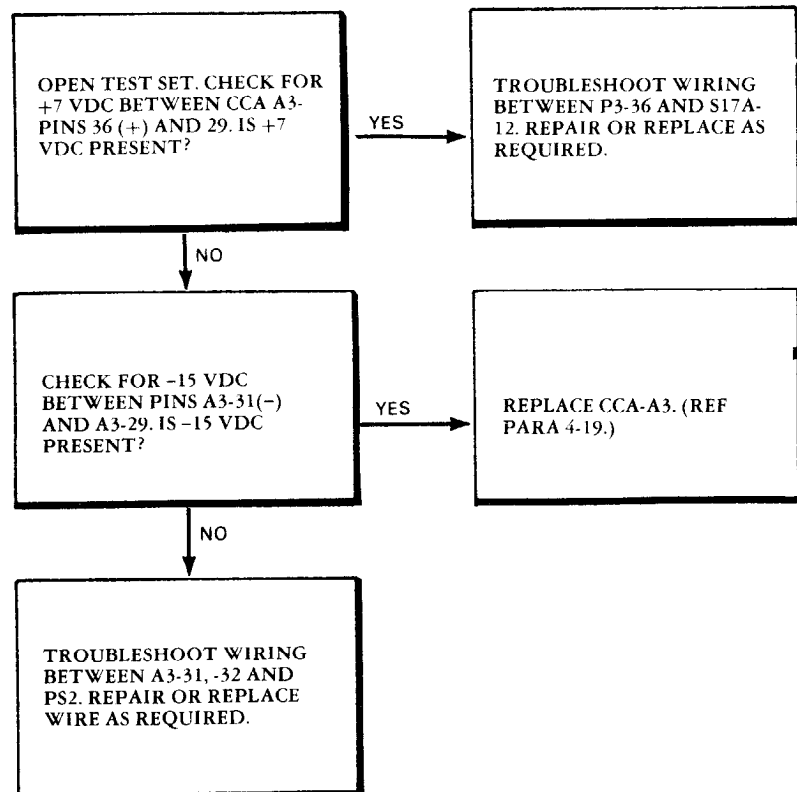 OPEN TEST SET. CHECK FOR
+7 VDC BETWEEN CCA A3-
PINS 36 (+) AND 29. IS +7
VDC PRESENT?
YES
TROUBLESHOOT WIRING
BETWEEN P3-36 AND S17A-
12. REPAIR OR REPLACE AS
REQUIRED.
NO
CHECK FOR –15 VDC
BETWEEN PINS A3-31(–)
AND A3-29. IS –15 VDC
PRESENT?
YES
REPLACE CCA-A3. (REF
PARA 4-19.)
NO
TROUBLESHOOT WIRING
BETWEEN A3-31, -32 AND
PS2. REPAIR OR REPLACE
WIRE AS REQUIRED.